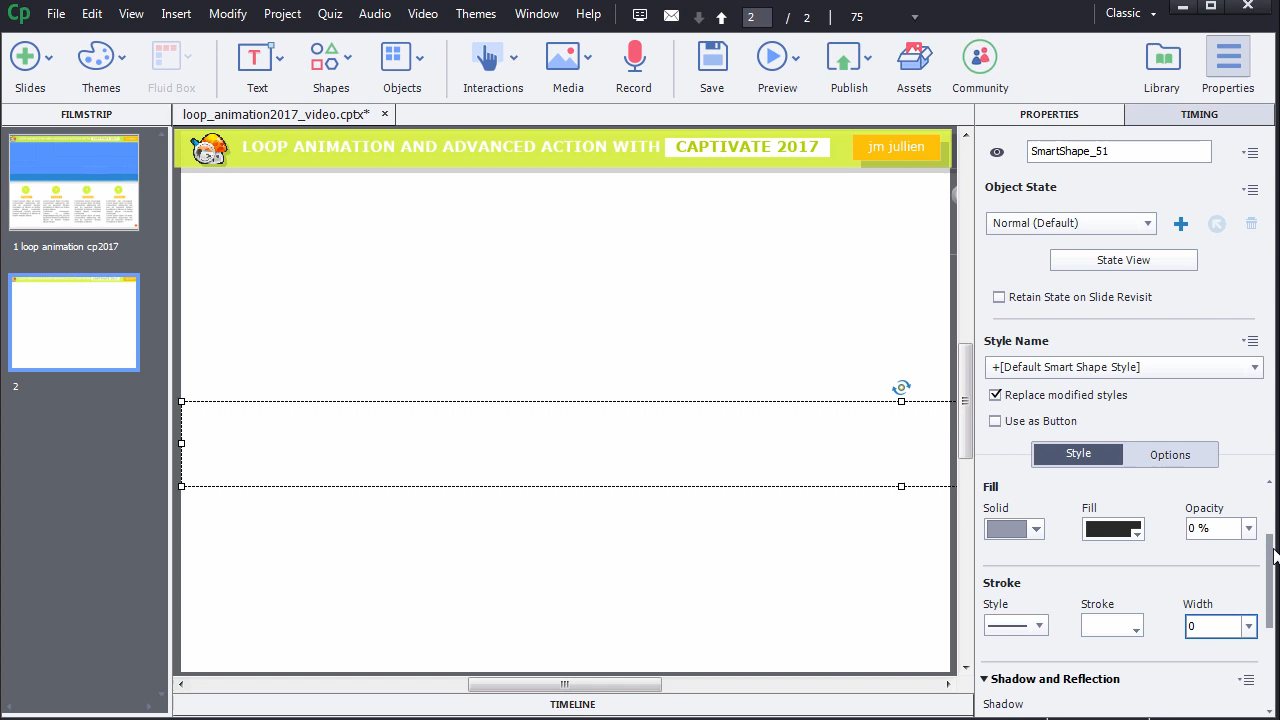 Cp File Edit View Insert Modify Project Quiz Audio Video Themes Window Help 2 / 2 75 Classic
Slides Themes Fluid Box Text Shapes Objects Interactions Media Record Save Preview Publish Assets Community Library Properties
FILMSTRIP
loop_animation2017_video.cptx*
PROPERTIES
TIMING
LOOP ANIMATION AND ADVANCED ACTION WITH CAPTIVATE 2017 jm jullien
1 loop animation cp2017
2
SmartShape_51
Object State
Normal (Default)
State View
Retain State on Slide Revisit
Style Name
+[Default Smart Shape Style]
Replace modified styles
Use as Button
Style Options
Fill
Solid Fill Opacity
0 %
Stroke
Style Stroke Width
0
Shadow and Reflection
Shadow
TIMELINE